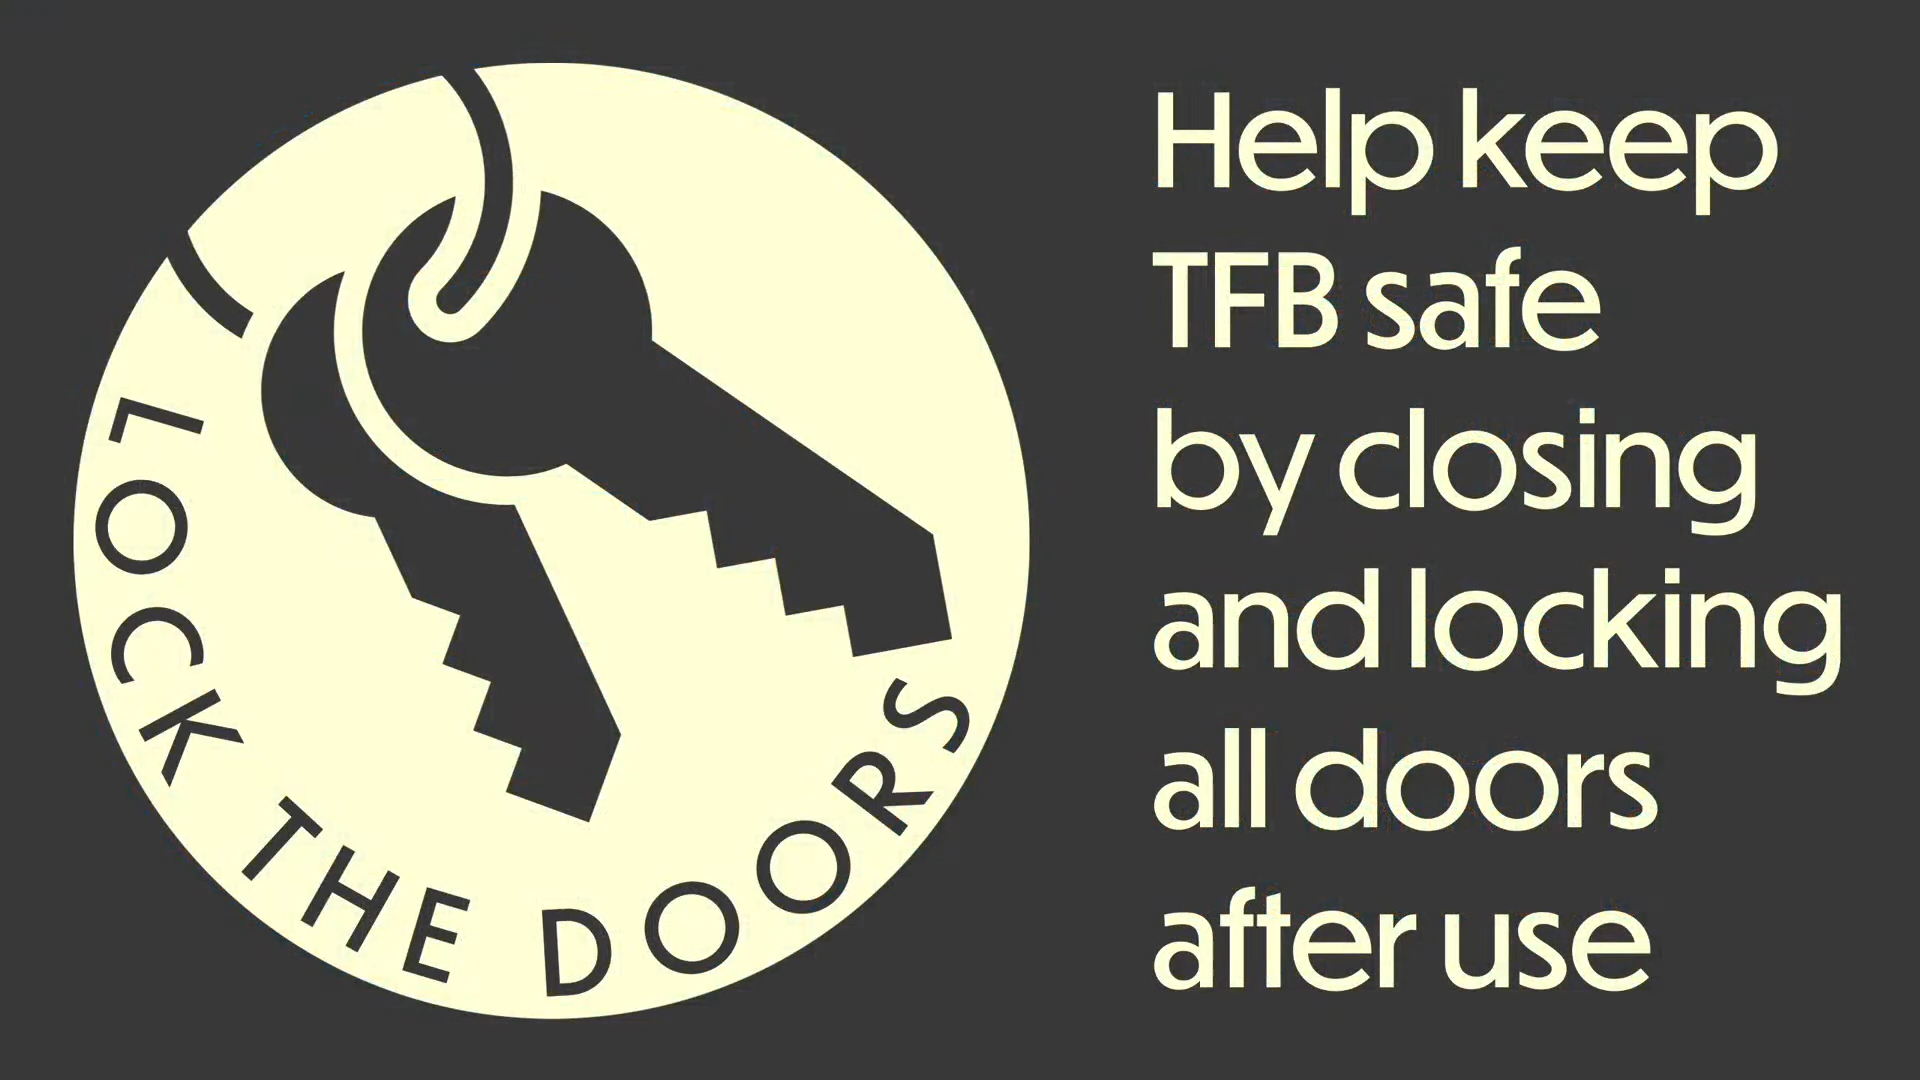 LOCK THE DOORS
Help keep
TFB safe
by closing
and locking
all doors
after use